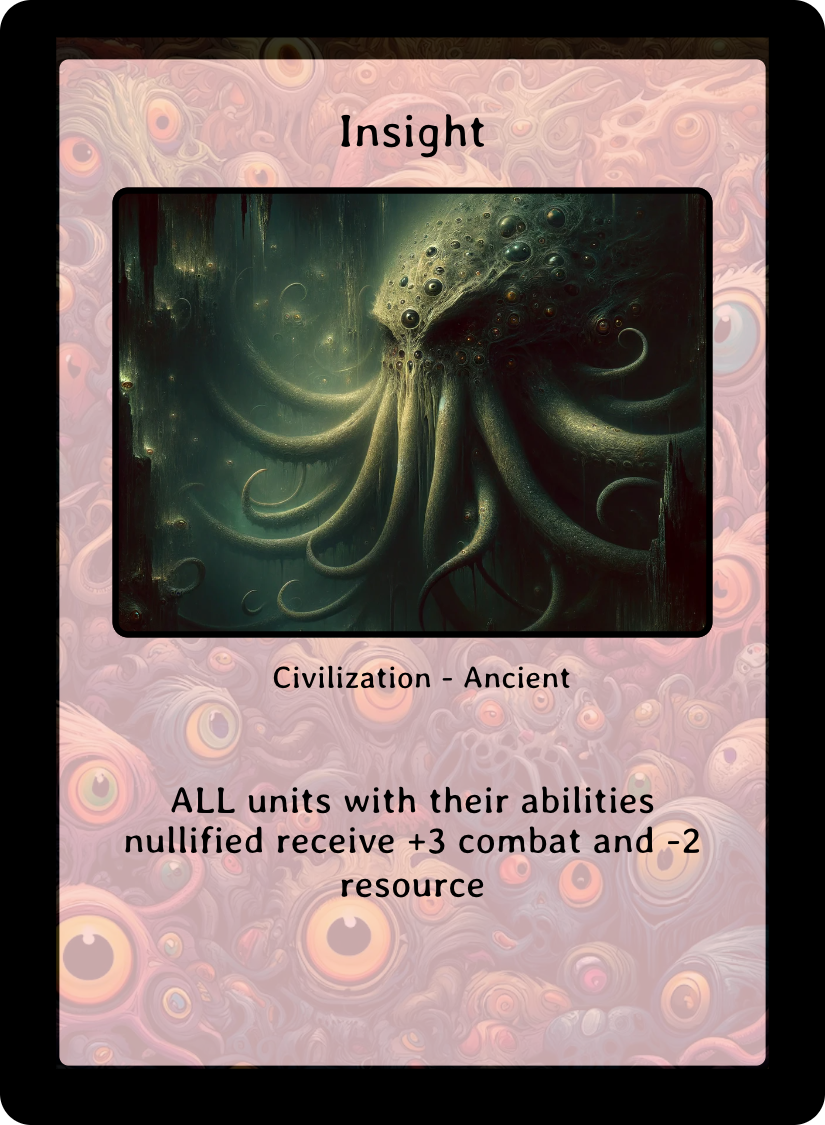 Insight
Civilization - Ancient
ALL units with their abilities
nullified receive +3 combat and -2
resource